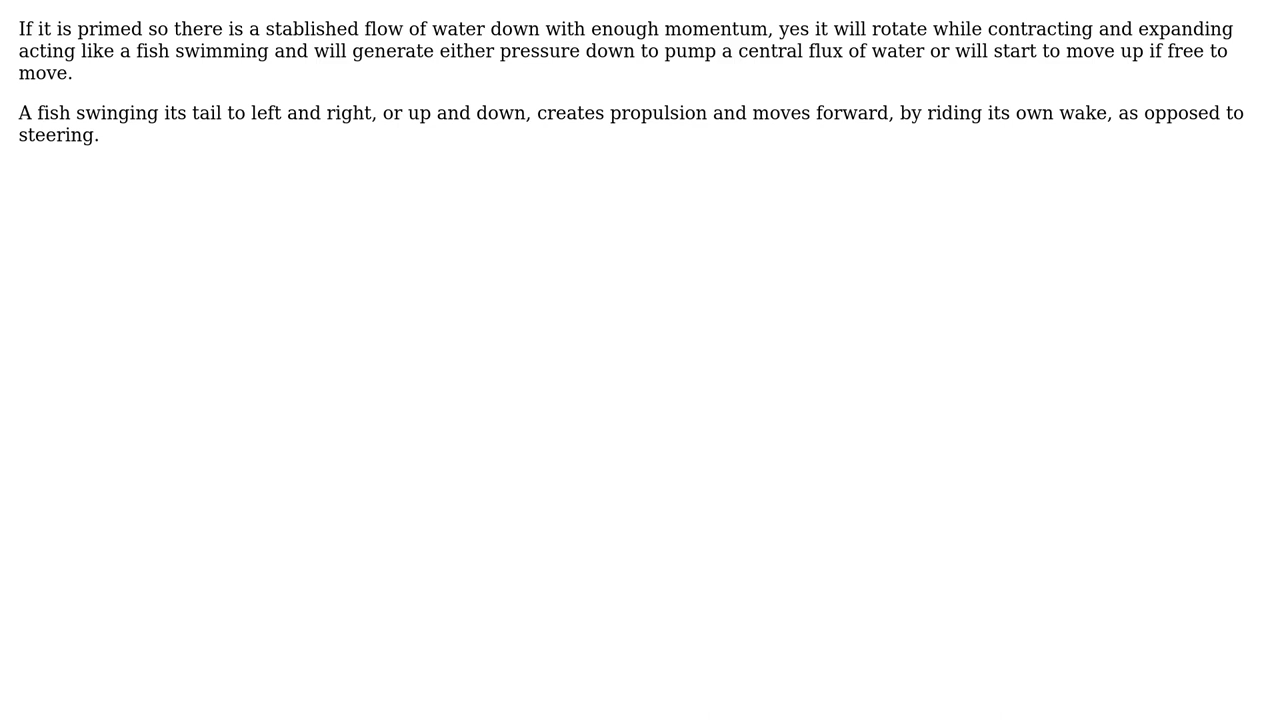 If it is primed so there is a stablished flow of water down with enough momentum, yes it will rotate while contracting and expanding
acting like a fish swimming and will generate either pressure down to pump a central flux of water or will start to move up if free to
move.
A fish swinging its tail to left and right, or up and down, creates propulsion and moves forward, by riding its own wake, as opposed to
steering.